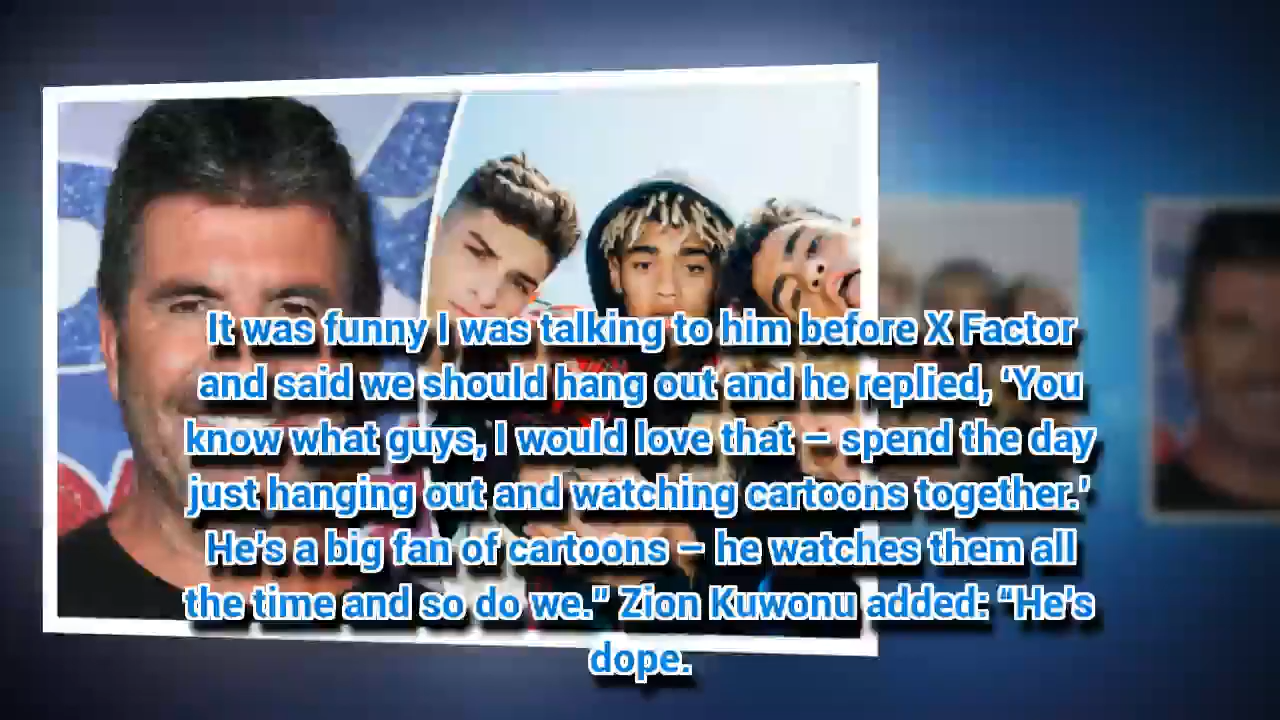 It was funny I was talking to him before X Factor
and said we should hang out and he replied, ‘You
know what guys, I would love that – spend the day
just hanging out and watching cartoons together.’
He’s a big fan of cartoons – he watches them all
the time and so do we.” Zion Kuwonu added: “He’s
dope.